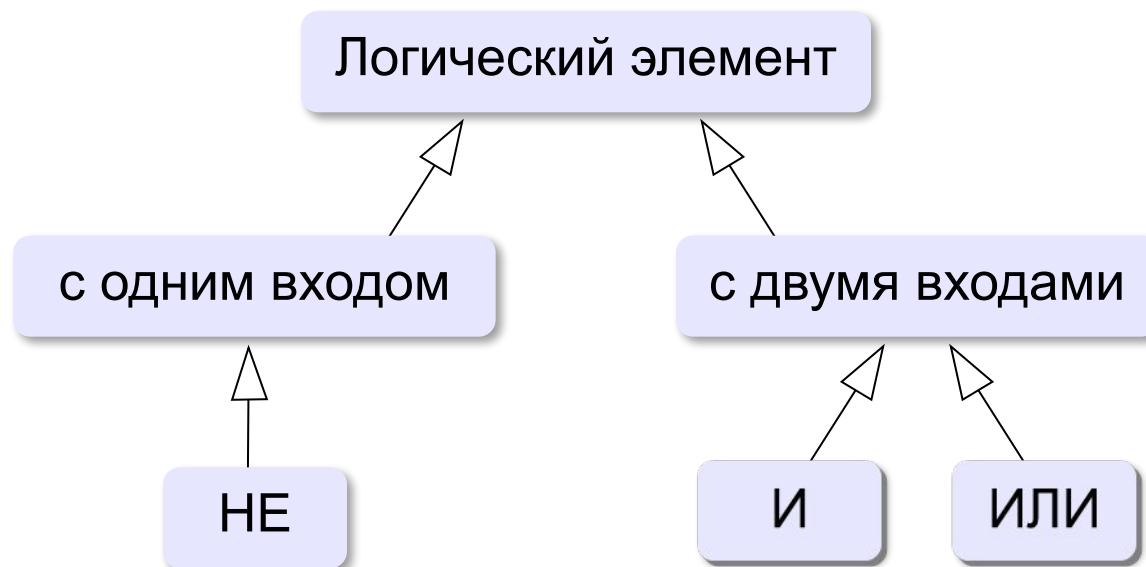 Логический элемент
с одним входом
с двумя входами
НЕ
И
ИЛИ